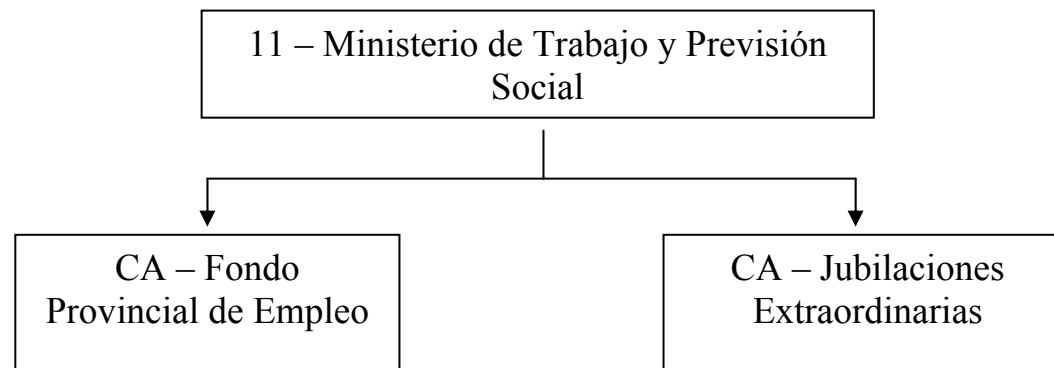 11 – Ministerio de Trabajo y Previsión
Social
CA – Fondo
Provincial de Empleo
CA – Jubilaciones
Extraordinarias